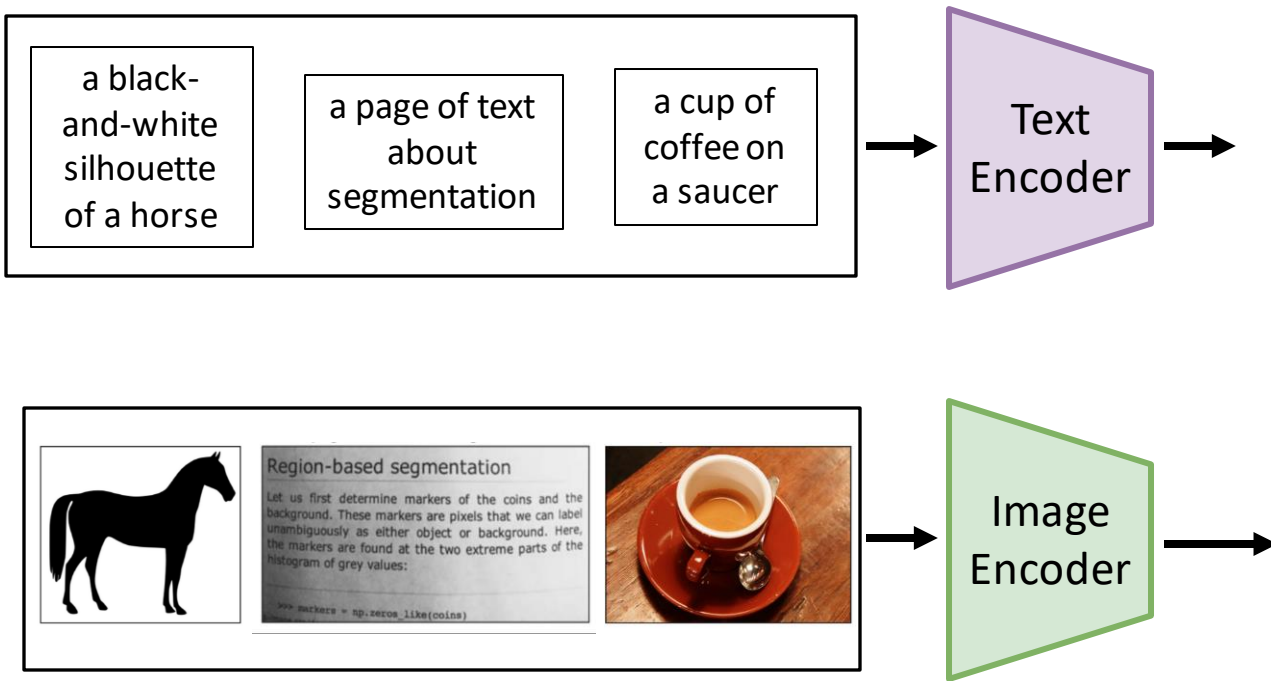 a black-
and-white
silhouette
of a horse
a page of text
about
segmentation
a cup of
coffee on
a saucer
Text
Encoder
Region-based segmentation
Let us first determine markers of the coins and the
background. These markers are pixels that we can label
unambiguously as either object or background. Here,
the markers are found at the two extreme parts of the
histogram of grey values:
>>> markers = np.zeros_like(coins)
Image
Encoder